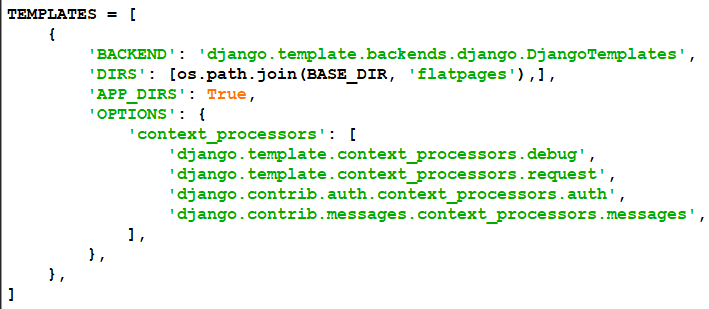 TEMPLATES = [
    {
        'BACKEND': 'django.template.backends.django.DjangoTemplates',
        'DIRS': [os.path.join(BASE_DIR, 'flatpages'),],
        'APP_DIRS': True,
        'OPTIONS': {
            'context_processors': [
                'django.template.context_processors.debug',
                'django.template.context_processors.request',
                'django.contrib.auth.context_processors.auth',
                'django.contrib.messages.context_processors.messages',
            ],
        },
    },
]